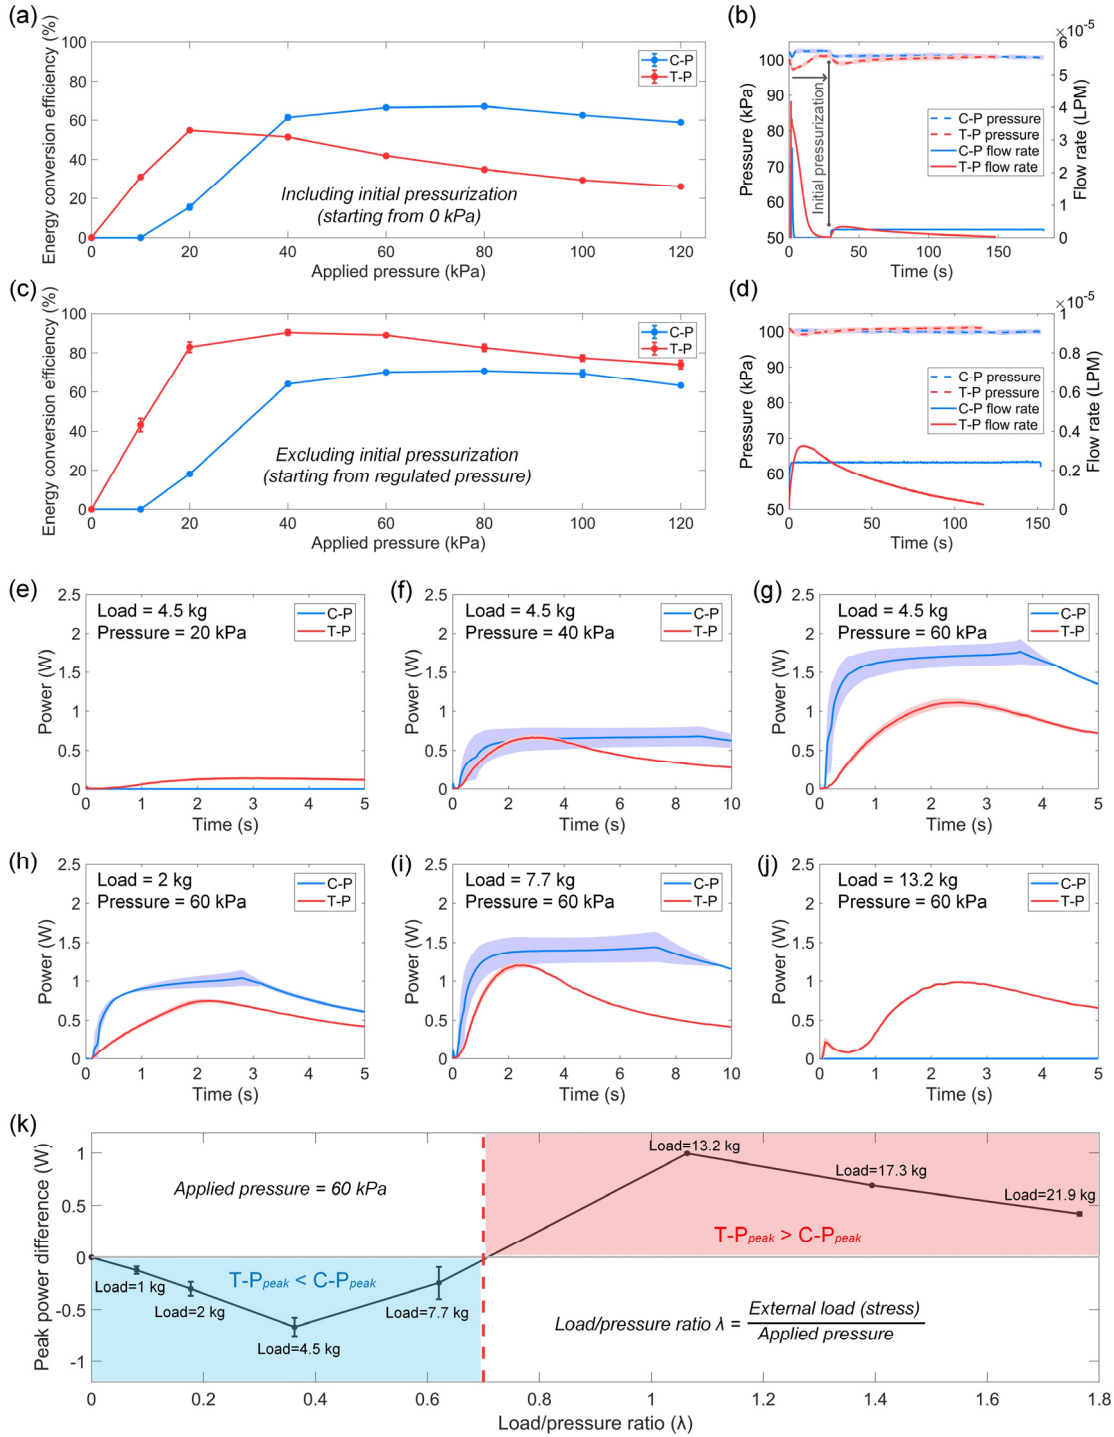 (a)
Energy conversion efficiency (%)
100
80
60
40
20
0
0 20 40 60 80 100 120
Applied pressure (kPa)
C-P
T-P
Including initial pressurization
(starting from 0 kPa)
(b)
Pressure (kPa)
100
90
80
70
60
50
×10-5
6
5
4
3
2
1
0
Flow rate (LPM)
0 50 100 150
Time (s)
Initial pressurization
C-P pressure
T-P pressure
C-P flow rate
T-P flow rate
(c)
Energy conversion efficiency (%)
100
80
60
40
20
0
0 20 40 60 80 100 120
Applied pressure (kPa)
C-P
T-P
Excluding initial pressurization
(starting from regulated pressure)
(d)
Pressure (kPa)
100
90
80
70
60
50
×10-5
1
0.8
0.6
0.4
0.2
0
Flow rate (LPM)
0 50 100 150
Time (s)
C-P pressure
T-P pressure
C-P flow rate
T-P flow rate
(e)
Power (W)
2.5
2
1.5
1
0.5
0
0 1 2 3 4 5
Time (s)
Load = 4.5 kg
Pressure = 20 kPa
C-P
T-P
(f)
Power (W)
2.5
2
1.5
1
0.5
0
0 2 4 6 8 10
Time (s)
Load = 4.5 kg
Pressure = 40 kPa
C-P
T-P
(g)
Power (W)
2.5
2
1.5
1
0.5
0
0 1 2 3 4 5
Time (s)
Load = 4.5 kg
Pressure = 60 kPa
C-P
T-P
(h)
Power (W)
2.5
2
1.5
1
0.5
0
0 1 2 3 4 5
Time (s)
Load = 2 kg
Pressure = 60 kPa
C-P
T-P
(i)
Power (W)
2.5
2
1.5
1
0.5
0
0 2 4 6 8 10
Time (s)
Load = 7.7 kg
Pressure = 60 kPa
C-P
T-P
(j)
Power (W)
2.5
2
1.5
1
0.5
0
0 1 2 3 4 5
Time (s)
Load = 13.2 kg
Pressure = 60 kPa
C-P
T-P
(k)
Peak power difference (W)
1
0.5
0
-0.5
-1
0 0.2 0.4 0.6 0.8 1 1.2 1.4 1.6 1.8
Load/pressure ratio (λ)
Applied pressure = 60 kPa
T-Ppeak < C-Ppeak
Load=1 kg
Load=2 kg
Load=4.5 kg
Load=7.7 kg
Load=13.2 kg
Load=17.3 kg
Load=21.9 kg
T-Ppeak > C-Ppeak
Load/pressure ratio λ = External load (stress)
Applied pressure